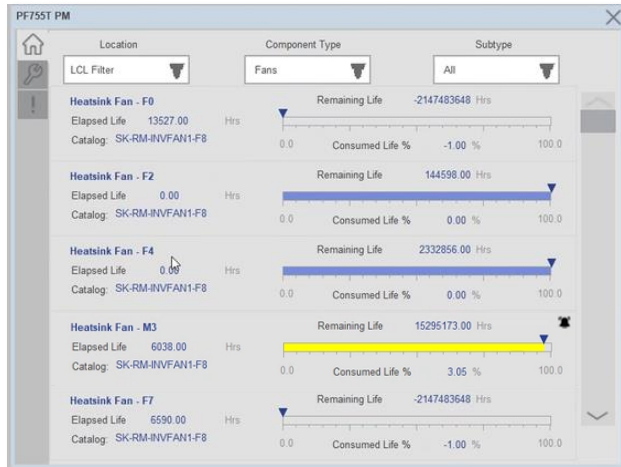 PF755T PM
Location Component Type Subtype
LCL Filter Fans All
Heatsink Fan - F0 Remaining Life -2147483648 Hrs
Elapsed Life 13527.00 Hrs
Catalog: SK-RM-INVFAN1-F8 0.0 Consumed Life % -1.00 % 100.0
Heatsink Fan - F2 Remaining Life 144598.00 Hrs
Elapsed Life 0.00 Hrs
Catalog: SK-RM-INVFAN1-F8 0.0 Consumed Life % 0.00 % 100.0
Heatsink Fan - F4 Remaining Life 2332856.00 Hrs
Elapsed Life 0.00 Hrs
Catalog: SK-RM-INVFAN1-F8 0.0 Consumed Life % 0.00 % 100.0
Heatsink Fan - M3 Remaining Life 15295173.00 Hrs
Elapsed Life 6038.00 Hrs
Catalog: SK-RM-INVFAN1-F8 0.0 Consumed Life % 3.05 % 100.0
Heatsink Fan - F7 Remaining Life -2147483648 Hrs
Elapsed Life 6590.00 Hrs
Catalog: SK-RM-INVFAN1-F8 0.0 Consumed Life % -1.00 % 100.0